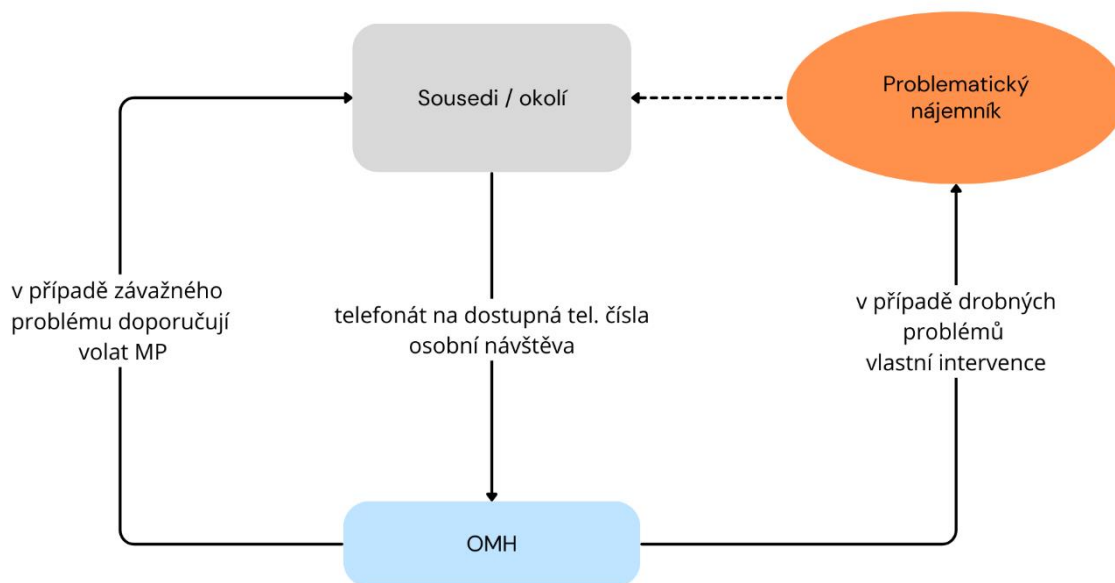 Sousedi / okolí
Problematický
nájemník
v případě závažného
problému doporučují
volat MP
telefonát na dostupná tel. čísla
osobní návštěva
v případě drobných
problémů
vlastní intervence
OMH